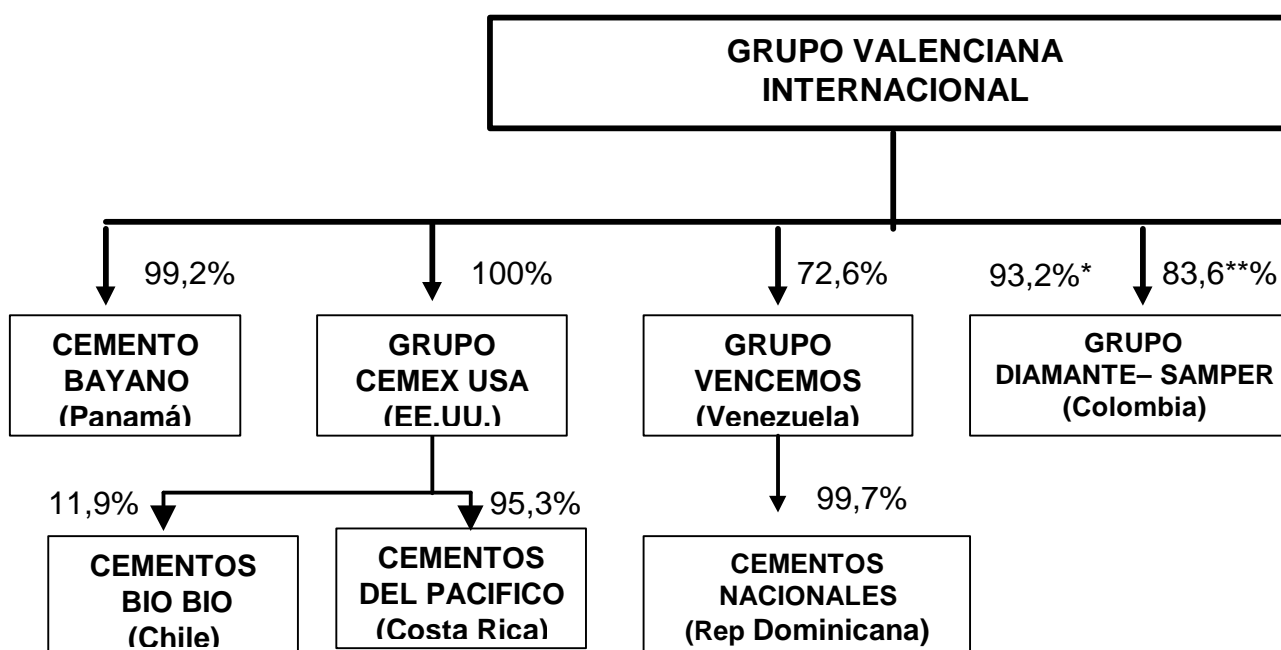 GRUPO VALENCIANA
INTERNACIONAL
99,2%
100%
72,6%
93,2%*
83,6**%
CEMENTO
BAYANO
(Panamá)
GRUPO
CEMEX USA
(EE.UU.)
GRUPO
VENCEMOS
(Venezuela)
GRUPO
DIAMANTE– SAMPER
(Colombia)
11,9%
95,3%
99,7%
CEMENTOS
BIO BIO
(Chile)
CEMENTOS
DEL PACIFICO
(Costa Rica)
CEMENTOS
NACIONALES
(Rep Dominicana)